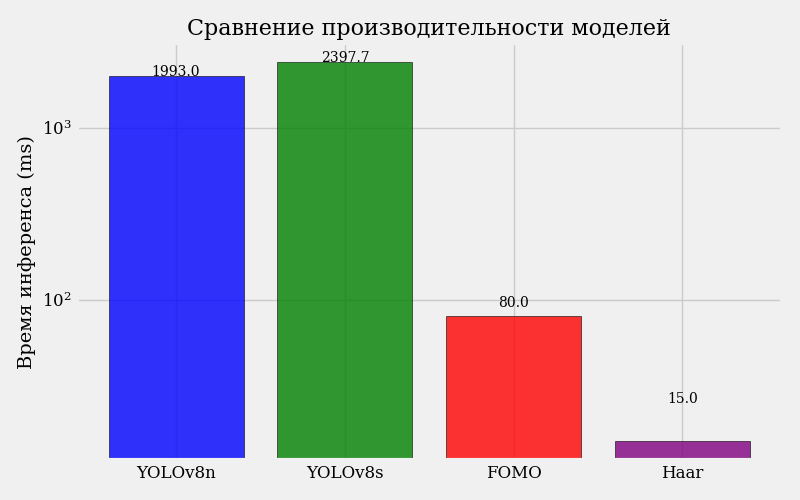 Сравнение производительности моделей
Время инференса (ms)
10³
10²
1993.0
2397.7
80.0
15.0
YOLOv8n
YOLOv8s
FOMO
Haar